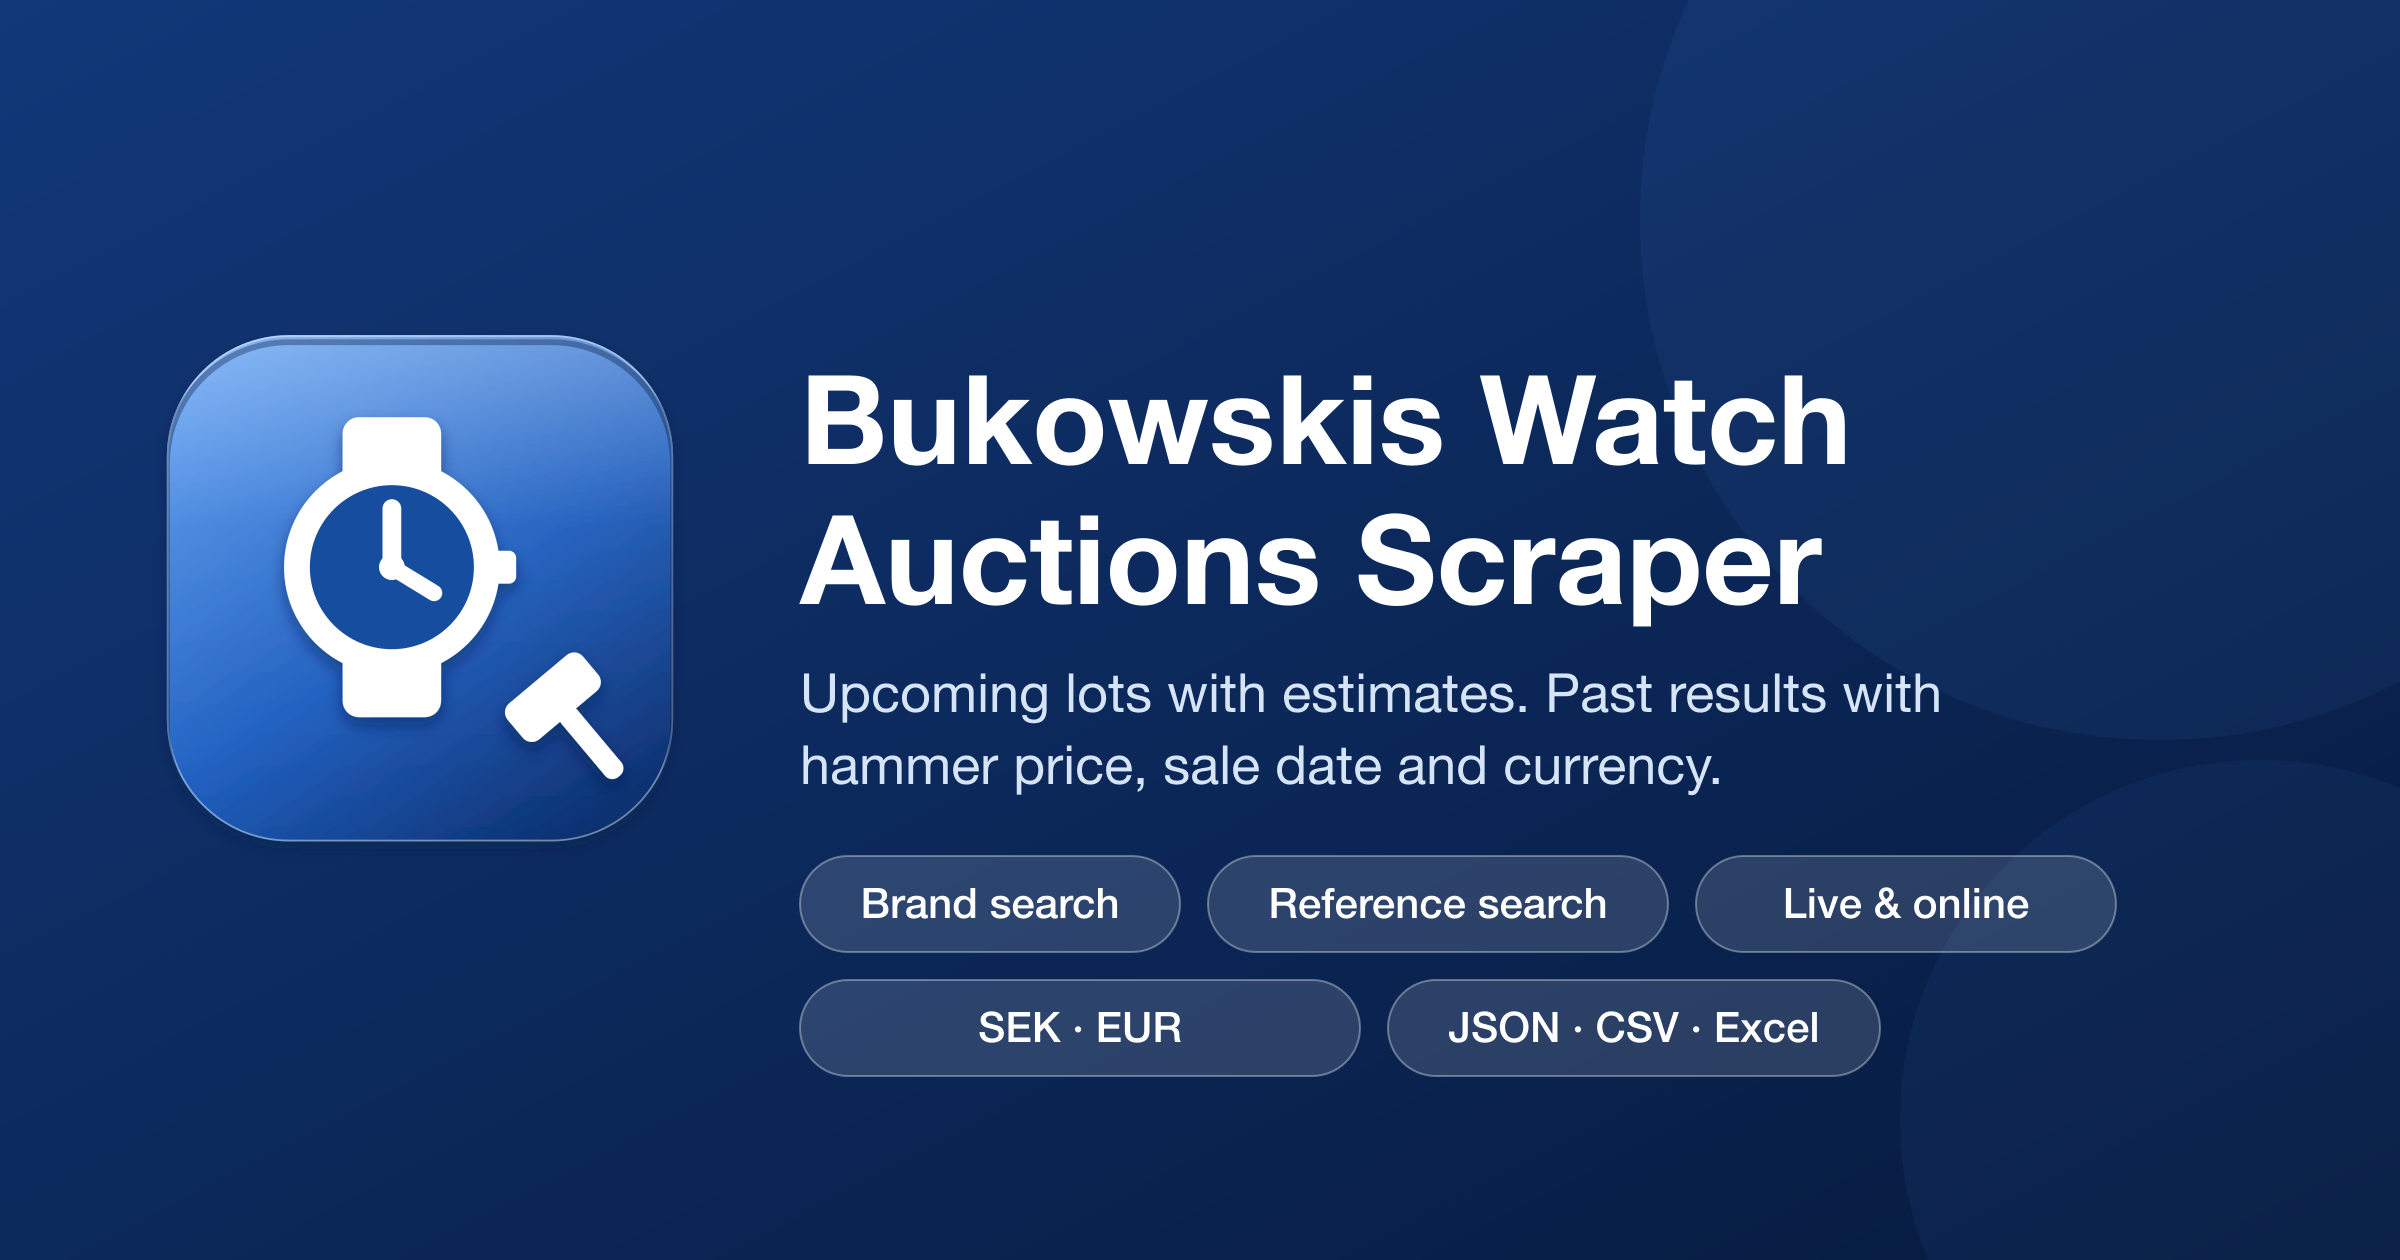 Bukowskis Watch
Auctions Scraper
Upcoming lots with estimates. Past results with
hammer price, sale date and currency.
Brand search
Reference search
Live & online
SEK · EUR
JSON · CSV · Excel